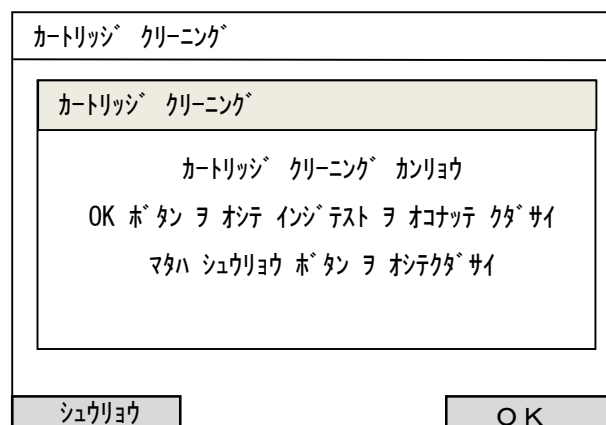 ｶｰﾄﾘｯｼﾞ ｸﾘｰﾆﾝｸﾞ
ｶｰﾄﾘｯｼﾞ ｸﾘｰﾆﾝｸﾞ
ｶｰﾄﾘｯｼﾞ ｸﾘｰﾆﾝｸﾞ ｶﾝﾘｮｳ
OK ﾎﾞﾀﾝ ｦ ｵｼﾃ ｲﾝｼﾞﾃｽﾄ ｦ ｵｺﾅｯﾃ ｸﾀﾞｻｲ
ﾏﾀﾊ ｼｭｳﾘｮｳ ﾎﾞﾀﾝ ｦ ｵｼﾃｸﾀﾞｻｲ
ｼｭｳﾘｮｳ
ＯＫ